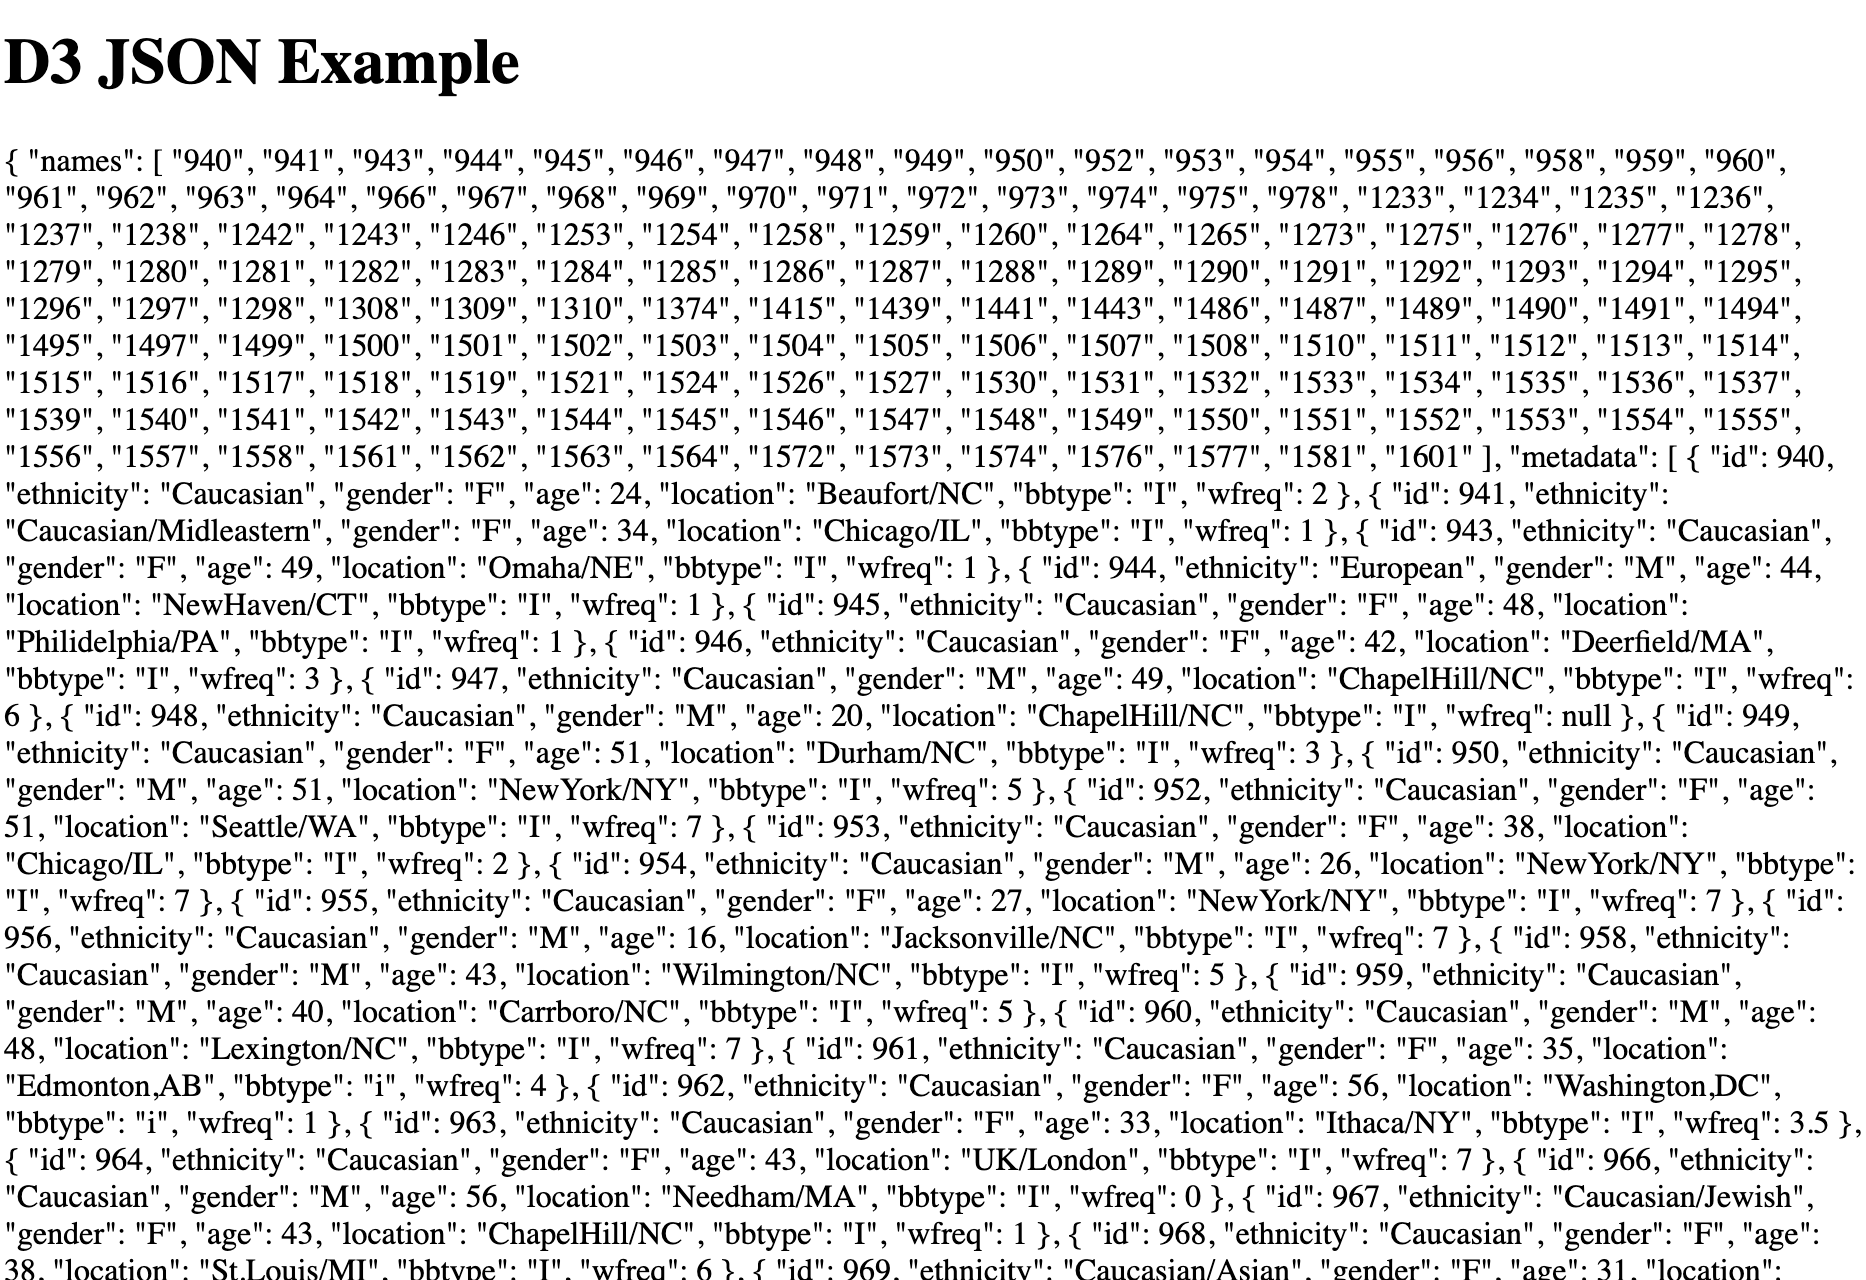 D3 JSON Example
{ "names": [ "940", "941", "943", "944", "945", "946", "947", "948", "949", "950", "952", "953", "954", "955", "956", "958", "959", "960",
"961", "962", "963", "964", "966", "967", "968", "969", "970", "971", "972", "973", "974", "975", "978", "1233", "1234", "1235", "1236",
"1237", "1238", "1242", "1243", "1246", "1253", "1254", "1258", "1259", "1260", "1264", "1265", "1273", "1275", "1276", "1277", "1278",
"1279", "1280", "1281", "1282", "1283", "1284", "1285", "1286", "1287", "1288", "1289", "1290", "1291", "1292", "1293", "1294", "1295",
"1296", "1297", "1298", "1308", "1309", "1310", "1374", "1415", "1439", "1441", "1443", "1486", "1487", "1489", "1490", "1491", "1494",
"1495", "1497", "1499", "1500", "1501", "1502", "1503", "1504", "1505", "1506", "1507", "1508", "1510", "1511", "1512", "1513", "1514",
"1515", "1516", "1517", "1518", "1519", "1521", "1524", "1526", "1527", "1530", "1531", "1532", "1533", "1534", "1535", "1536", "1537",
"1539", "1540", "1541", "1542", "1543", "1544", "1545", "1546", "1547", "1548", "1549", "1550", "1551", "1552", "1553", "1554", "1555",
"1556", "1557", "1558", "1561", "1562", "1563", "1564", "1572", "1573", "1574", "1576", "1577", "1581", "1601" ], "metadata": [ { "id": 940,
"ethnicity": "Caucasian", "gender": "F", "age": 24, "location": "Beaufort/NC", "bbtype": "I", "wfreq": 2 }, { "id": 941, "ethnicity":
"Caucasian/Midleastern", "gender": "F", "age": 34, "location": "Chicago/IL", "bbtype": "I", "wfreq": 1 }, { "id": 943, "ethnicity": "Caucasian",
"gender": "F", "age": 49, "location": "Omaha/NE", "bbtype": "I", "wfreq": 1 }, { "id": 944, "ethnicity": "European", "gender": "M", "age": 44,
"location": "NewHaven/CT", "bbtype": "I", "wfreq": 1 }, { "id": 945, "ethnicity": "Caucasian", "gender": "F", "age": 48, "location":
"Philidelphia/PA", "bbtype": "I", "wfreq": 1 }, { "id": 946, "ethnicity": "Caucasian", "gender": "F", "age": 42, "location": "Deerfield/MA",
"bbtype": "I", "wfreq": 3 }, { "id": 947, "ethnicity": "Caucasian", "gender": "M", "age": 49, "location": "ChapelHill/NC", "bbtype": "I", "wfreq":
6 }, { "id": 948, "ethnicity": "Caucasian", "gender": "M", "age": 20, "location": "ChapelHill/NC", "bbtype": "I", "wfreq": null }, { "id": 949,
"ethnicity": "Caucasian", "gender": "F", "age": 51, "location": "Durham/NC", "bbtype": "I", "wfreq": 3 }, { "id": 950, "ethnicity": "Caucasian",
"gender": "M", "age": 51, "location": "NewYork/NY", "bbtype": "I", "wfreq": 5 }, { "id": 952, "ethnicity": "Caucasian", "gender": "F", "age":
51, "location": "Seattle/WA", "bbtype": "I", "wfreq": 7 }, { "id": 953, "ethnicity": "Caucasian", "gender": "F", "age": 38, "location":
"Chicago/IL", "bbtype": "I", "wfreq": 2 }, { "id": 954, "ethnicity": "Caucasian", "gender": "M", "age": 26, "location": "NewYork/NY", "bbtype":
"I", "wfreq": 7 }, { "id": 955, "ethnicity": "Caucasian", "gender": "F", "age": 27, "location": "NewYork/NY", "bbtype": "I", "wfreq": 7 }, { "id":
956, "ethnicity": "Caucasian", "gender": "M", "age": 16, "location": "Jacksonville/NC", "bbtype": "I", "wfreq": 7 }, { "id": 958, "ethnicity":
"Caucasian", "gender": "M", "age": 43, "location": "Wilmington/NC", "bbtype": "I", "wfreq": 5 }, { "id": 959, "ethnicity": "Caucasian",
"gender": "M", "age": 40, "location": "Carrboro/NC", "bbtype": "I", "wfreq": 5 }, { "id": 960, "ethnicity": "Caucasian", "gender": "M", "age":
48, "location": "Lexington/NC", "bbtype": "I", "wfreq": 7 }, { "id": 961, "ethnicity": "Caucasian", "gender": "F", "age": 35, "location":
"Edmonton,AB", "bbtype": "i", "wfreq": 4 }, { "id": 962, "ethnicity": "Caucasian", "gender": "F", "age": 56, "location": "Washington,DC",
"bbtype": "i", "wfreq": 1 }, { "id": 963, "ethnicity": "Caucasian", "gender": "F", "age": 33, "location": "Ithaca/NY", "bbtype": "I", "wfreq": 3.5 },
{ "id": 964, "ethnicity": "Caucasian", "gender": "F", "age": 43, "location": "UK/London", "bbtype": "I", "wfreq": 7 }, { "id": 966, "ethnicity":
"Caucasian", "gender": "M", "age": 56, "location": "Needham/MA", "bbtype": "I", "wfreq": 0 }, { "id": 967, "ethnicity": "Caucasian/Jewish",
"gender": "F", "age": 43, "location": "ChapelHill/NC", "bbtype": "I", "wfreq": 1 }, { "id": 968, "ethnicity": "Caucasian", "gender": "F", "age":
38, "location": "St.Louis/MI", "bbtype": "I", "wfreq": 6 }, { "id": 969, "ethnicity": "Caucasian/Asian", "gender": "F", "age": 31, "location":